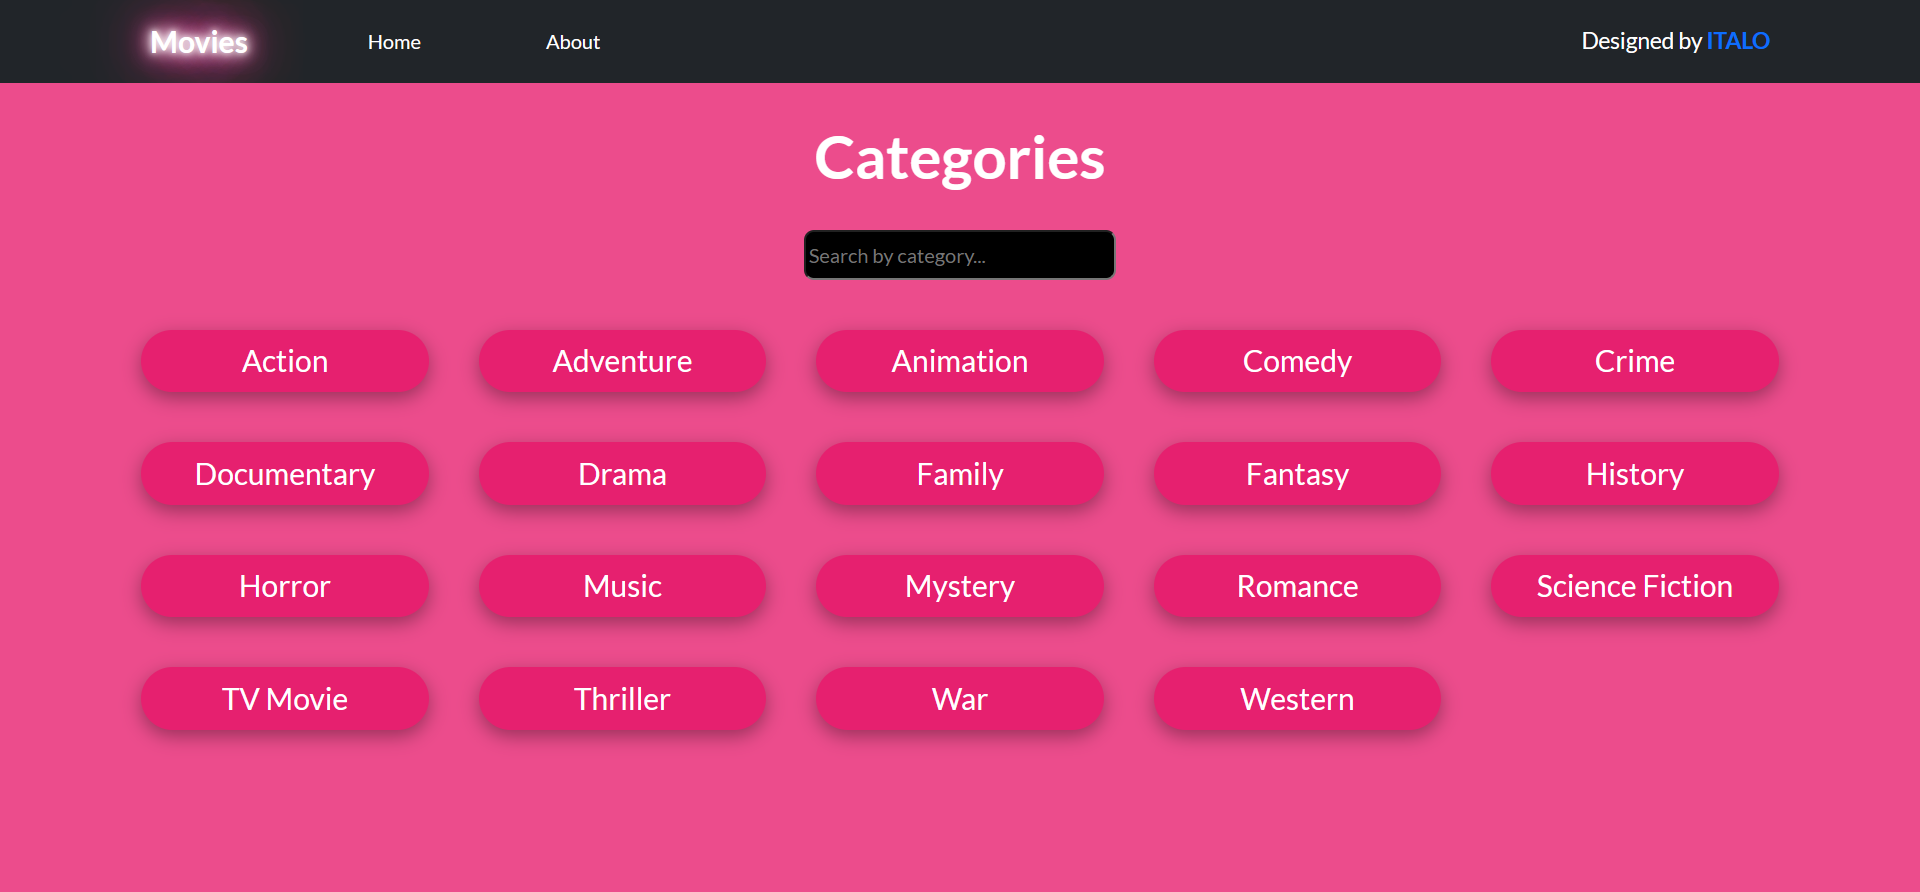 Movies Home About Designed by ITALO
Categories
Search by category...
Action Adventure Animation Comedy Crime
Documentary Drama Family Fantasy History
Horror Music Mystery Romance Science Fiction
TV Movie Thriller War Western